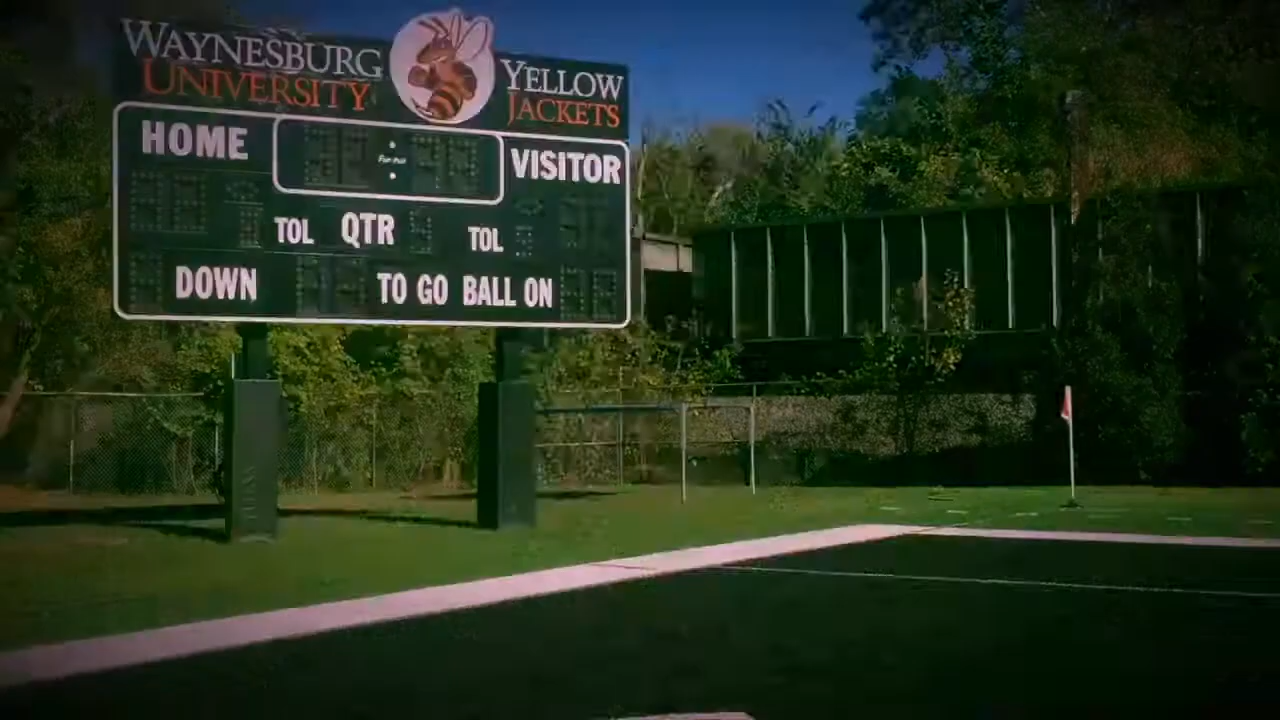 WAYNESBURG
UNIVERSITY
YELLOW
JACKETS
HOME
VISITOR
TOL QTR TOL
DOWN TO GO BALL ON